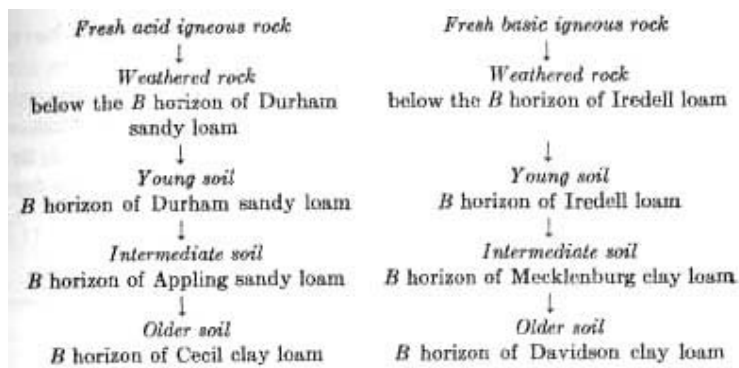 Fresh acid igneous rock
↓
Weathered rock
below the B horizon of Durham
sandy loam
↓
Young soil
B horizon of Durham sandy loam
↓
Intermediate soil
B horizon of Appling sandy loam
↓
Older soil
B horizon of Cecil clay loam
Fresh basic igneous rock
↓
Weathered rock
below the B horizon of Iredell loam
↓
Young soil
B horizon of Iredell loam
↓
Intermediate soil
B horizon of Mecklenburg clay loam
↓
Older soil
B horizon of Davidson clay loam